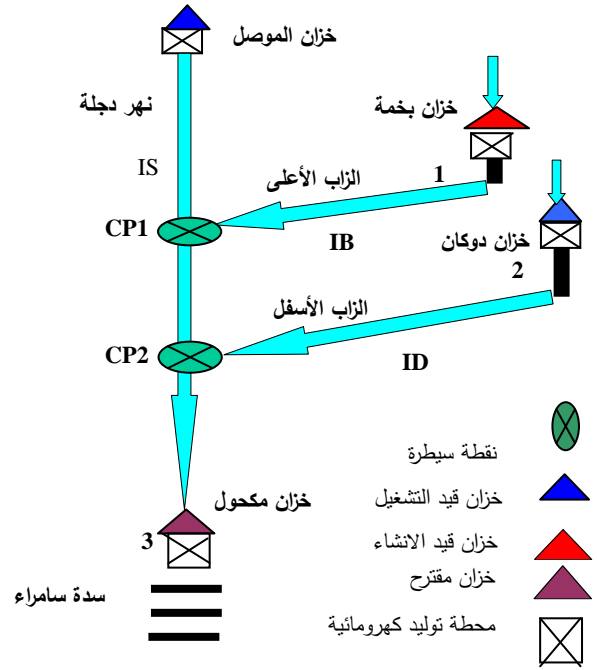 خزان الموصل
خزان بخمة
نهر دجلة
IS
الزاب الأعلى
1
CP1
IB
خزان دوكان
2
الزاب الأسفل
CP2
ID
نقطة سيطرة
خزان قيد التشغيل
خزان مكحول
3
خزان قيد الانشاء
خزان مقترح
سدة سامراء
محطة توليد كهرومائية